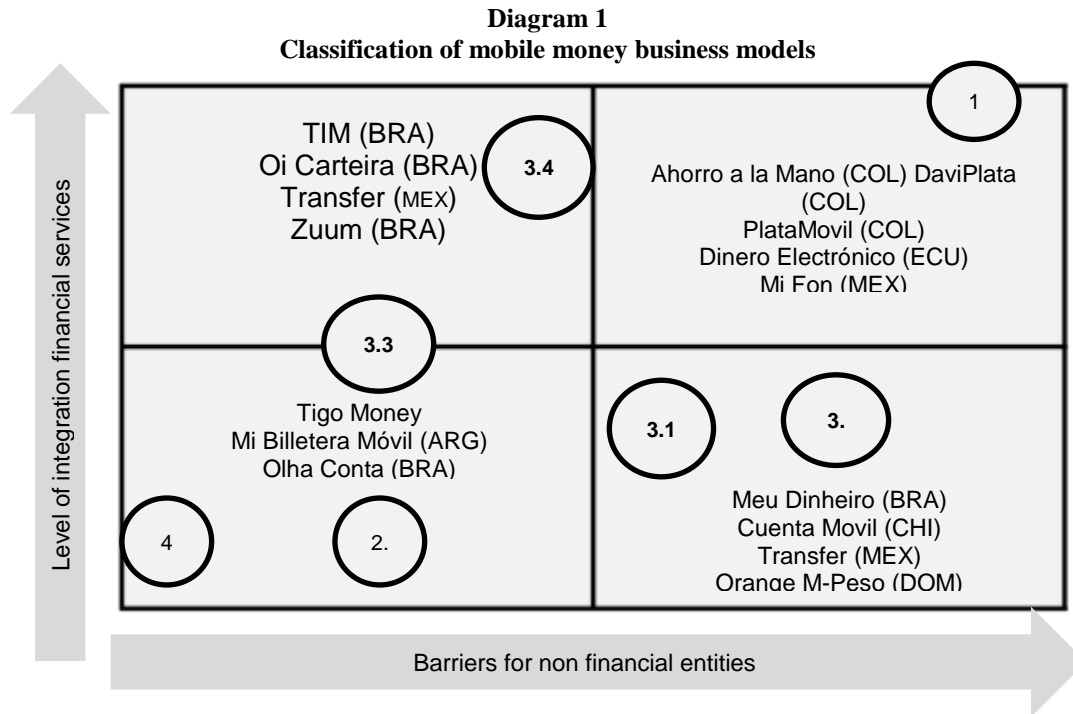 Diagram 1
Classification of mobile money business models
Level of integration financial services
TIM (BRA)
Oi Carteira (BRA)
Transfer (MEX)
Zuum (BRA)
3.4
1
Ahorro a la Mano (COL) DaviPlata
(COL)
PlataMovil (COL)
Dinero Electrónico (ECU)
Mi Fon (MEX)
3.3
Tigo Money
Mi Billetera Móvil (ARG)
Olha Conta (BRA)
4
2.
3.1
3.
Meu Dinheiro (BRA)
Cuenta Movil (CHI)
Transfer (MEX)
Orange M-Peso (DOM)
Barriers for non financial entities